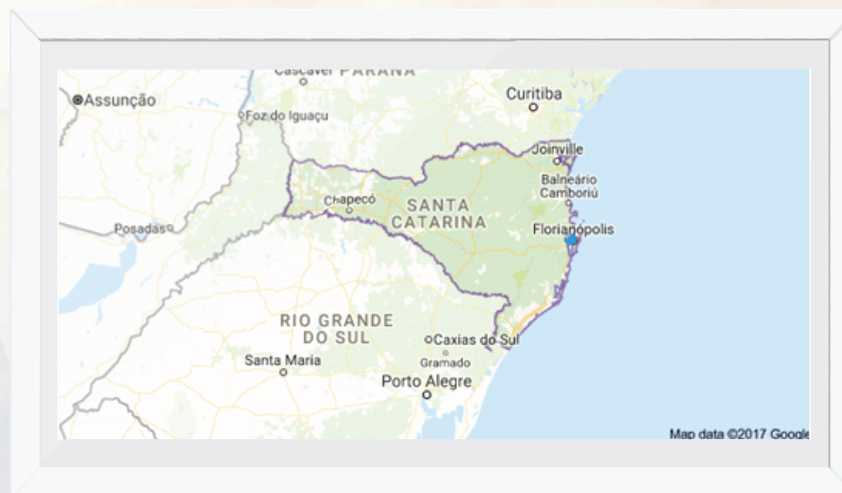 Cascavel PARANÁ
Curitiba
Assunção
Foz do Iguaçu
Joinville
Balneário
Camboriú
Chapecó
SANTA
CATARINA
Posadas
Florianópolis
RIO GRANDE
DO SUL
Caxias do Sul
Santa Maria
Gramado
Porto Alegre
Map data ©2017 Google